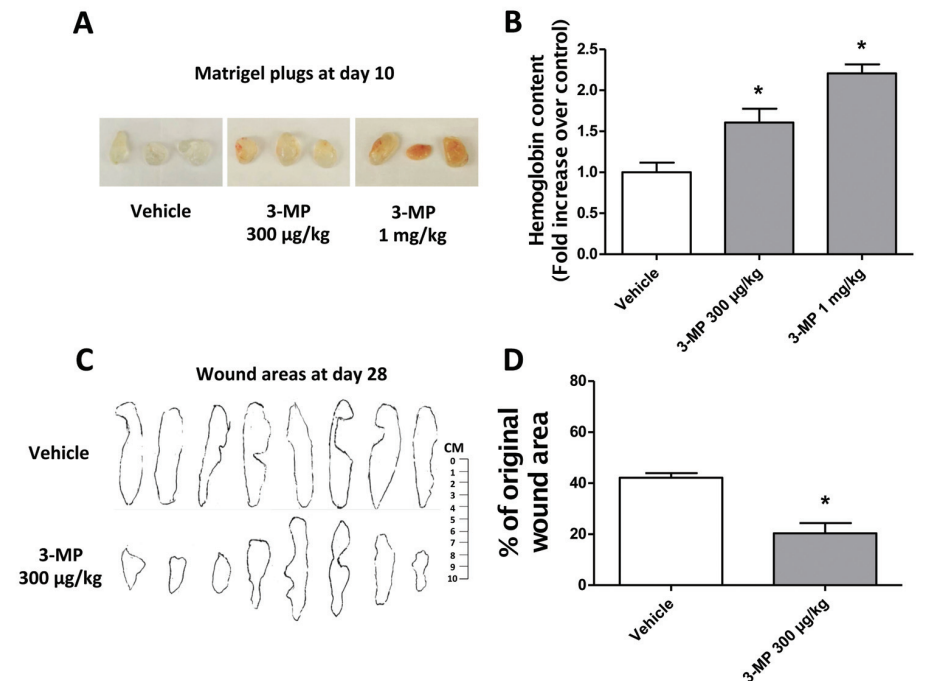 A
Matrigel plugs at day 10
Vehicle
3-MP
300 µg/kg
3-MP
1 mg/kg
B
Hemoglobin content
(Fold increase over control)
2.5
2.0
1.5
1.0
0.5
0.0
*
*
Vehicle
3-MP 300 µg/kg
3-MP 1 mg/kg
C
Wound areas at day 28
Vehicle
3-MP
300 µg/kg
CM
0
1
2
3
4
5
6
7
8
9
10
D
% of original
wound area
80
60
40
20
0
*
Vehicle
3-MP 300 µg/kg